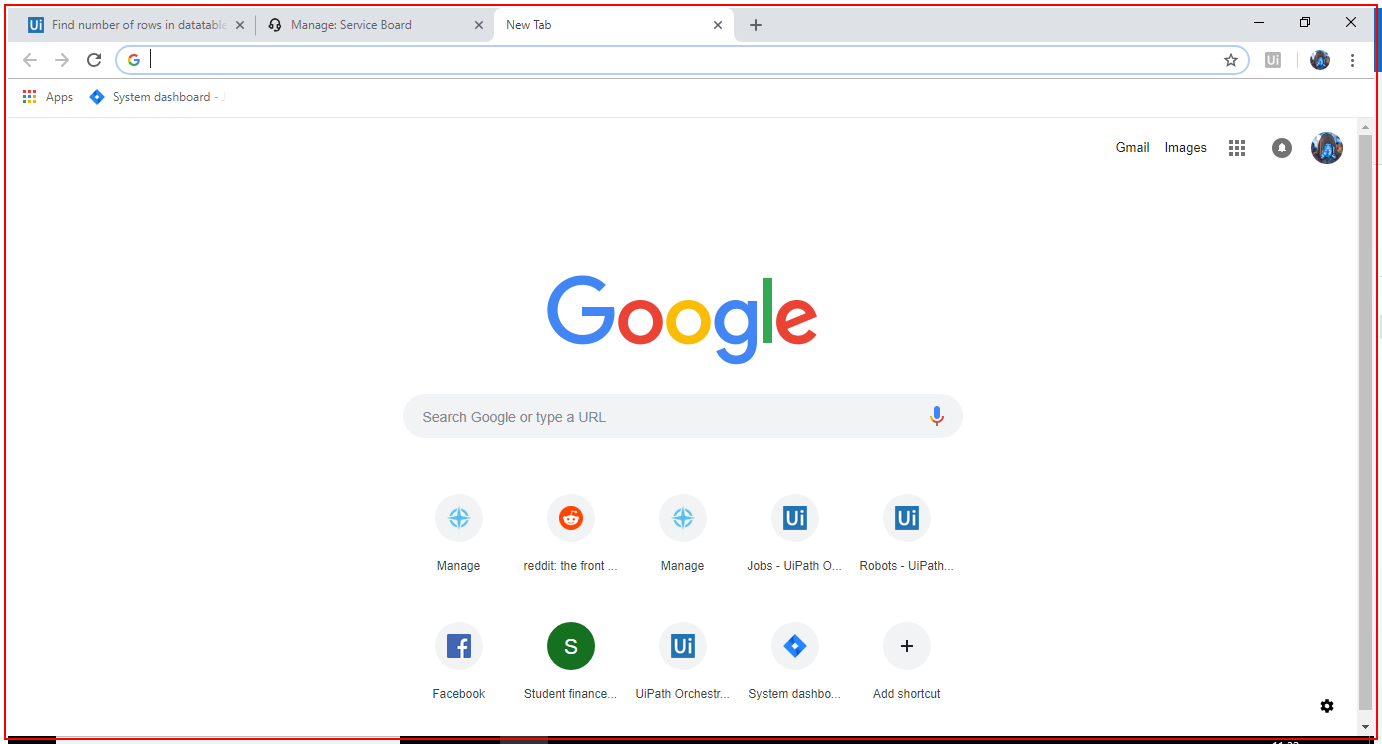 Ui Find number of rows in datatable
Manage: Service Board
New Tab
G
Ui
Apps
System dashboard -
Gmail
Images
Google
Search Google or type a URL
Ui
Ui
Manage
reddit: the front ...
Manage
Jobs - UiPath O...
Robots - UiPath...
f
S
Ui
Facebook
Student finance...
UiPath Orchestr...
System dashbo...
Add shortcut